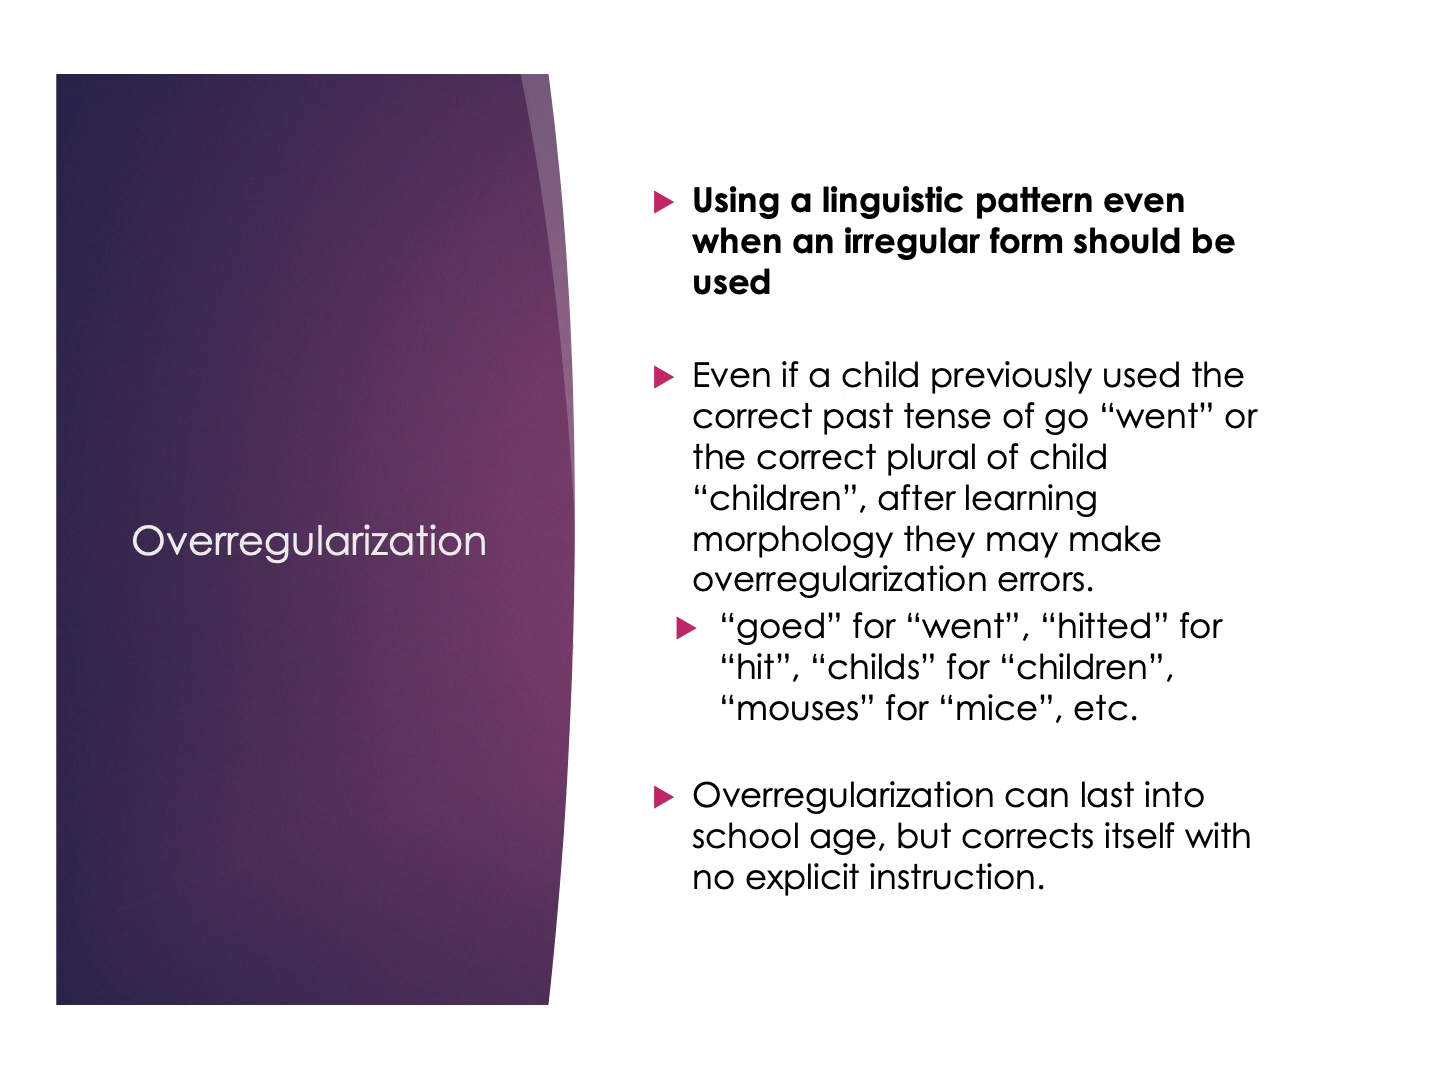 Overregularization
Using a linguistic pattern even
when an irregular form should be
used
Even if a child previously used the
correct past tense of go “went” or
the correct plural of child
“children”, after learning
morphology they may make
overregularization errors.
“goed” for “went”, “hitted” for
“hit”, “childs” for “children”,
“mouses” for “mice”, etc.
Overregularization can last into
school age, but corrects itself with
no explicit instruction.